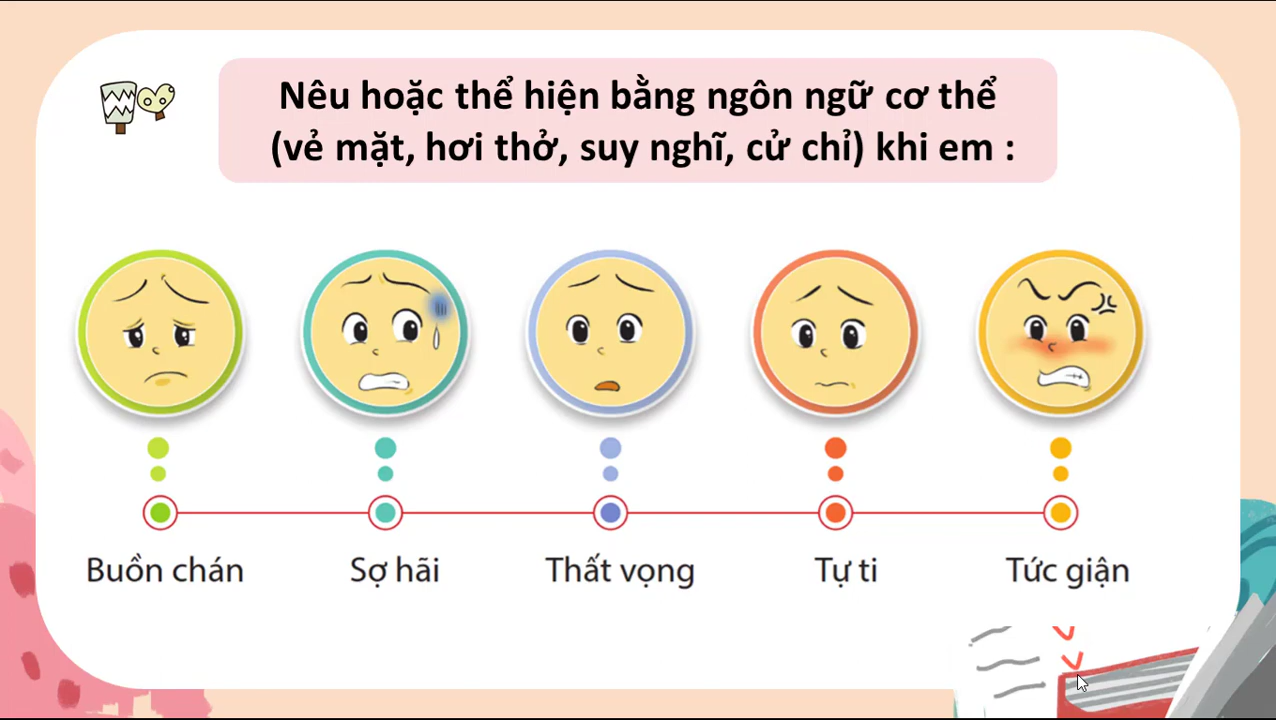 Nêu hoặc thể hiện bằng ngôn ngữ cơ thể
(vẻ mặt, hơi thở, suy nghĩ, cử chỉ) khi em :
Buồn chán
Sợ hãi
Thất vọng
Tự ti
Tức giận